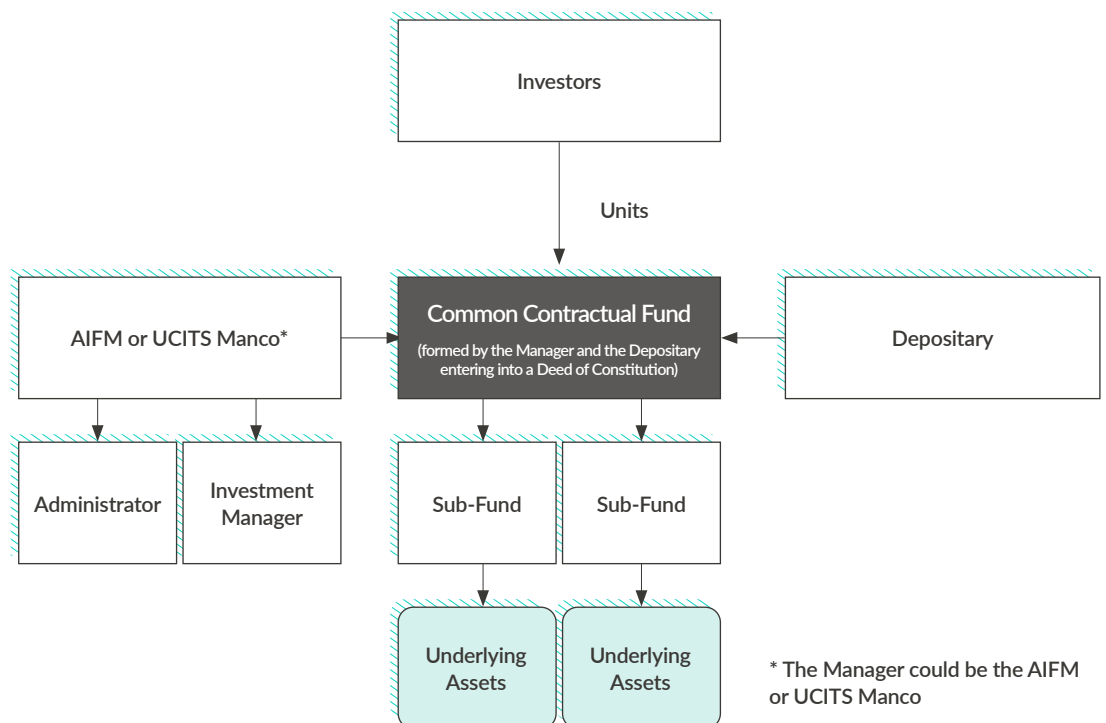 Investors
Units
AIFM or UCITS Manco*
Common Contractual Fund
(formed by the Manager and the Depositary
entering into a Deed of Constitution)
Depositary
Administrator
Investment
Manager
Sub-Fund
Sub-Fund
Underlying
Assets
Underlying
Assets
* The Manager could be the AIFM
or UCITS Manco